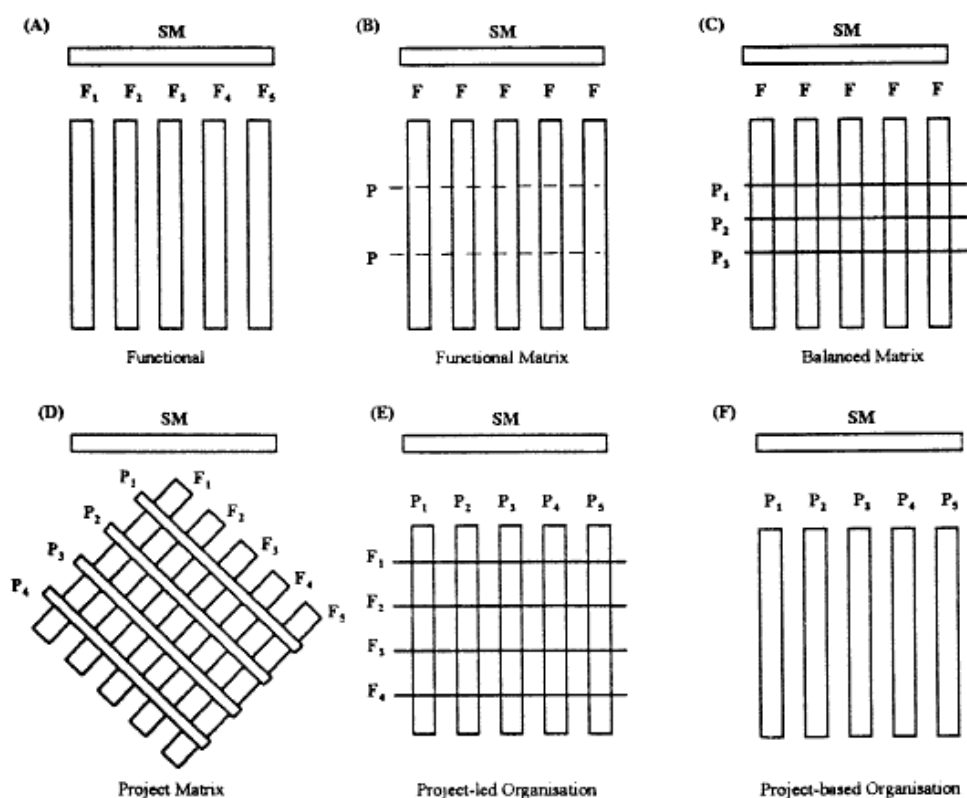 (A)
SM
F₁ F₂ F₃ F₄ F₅
Functional
(B)
SM
F F F F F
P
P
Functional Matrix
(C)
SM
F F F F F
P₁
P₂
P₃
Balanced Matrix
(D)
SM
P₁
P₂
P₃
P₄
F₁
F₂
F₃
F₄
F₅
Project Matrix
(E)
SM
P₁ P₂ P₃ P₄ P₅
F₁
F₂
F₃
F₄
Project-led Organisation
(F)
SM
P₁ P₂ P₃ P₄ P₅
Project-based Organisation